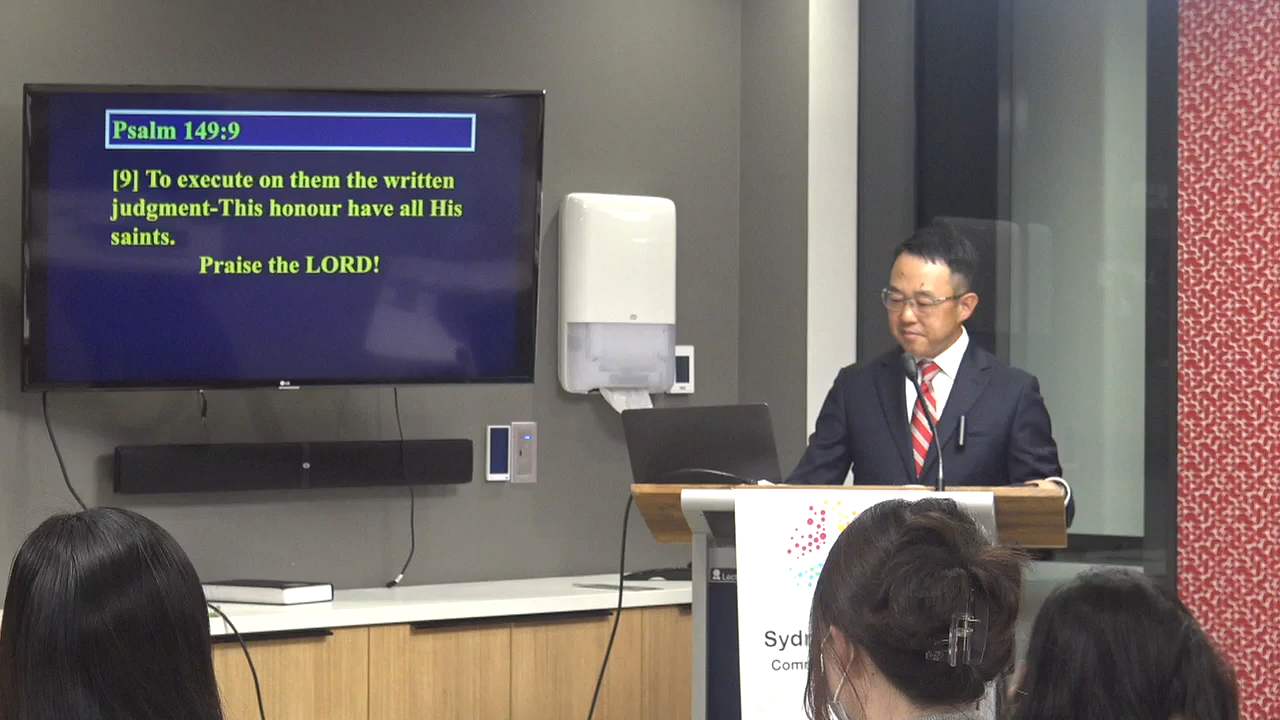 Psalm 149:9
[9] To execute on them the written
judgment-This honour have all His
saints.
Praise the LORD!
LG
Lect
Sydn
Comm